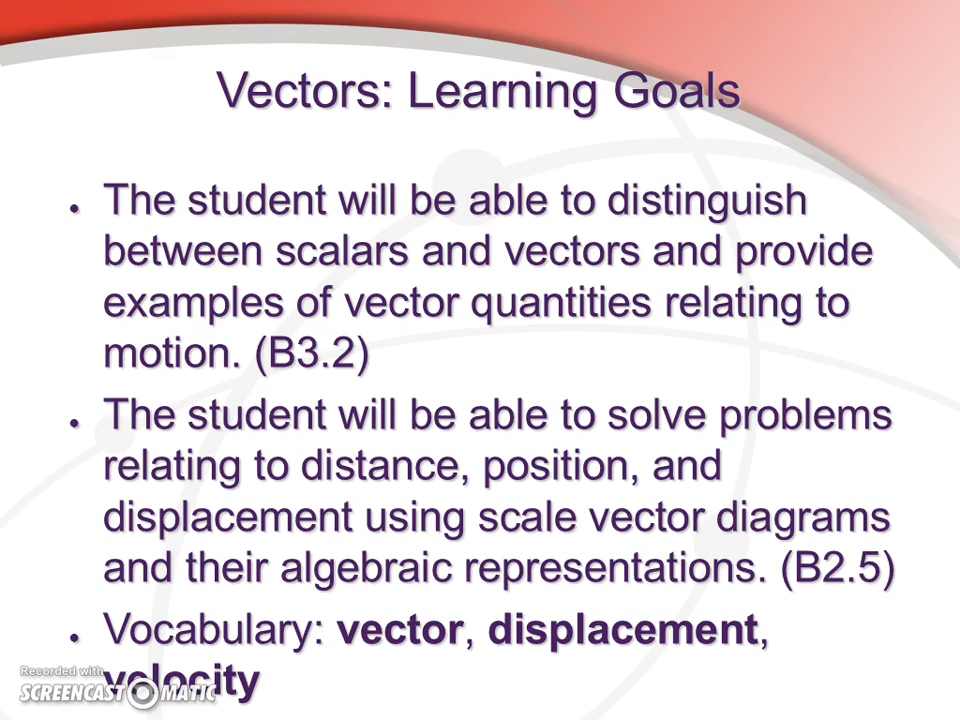 Vectors: Learning Goals
• The student will be able to distinguish
between scalars and vectors and provide
examples of vector quantities relating to
motion. (B3.2)
• The student will be able to solve problems
relating to distance, position, and
displacement using scale vector diagrams
and their algebraic representations. (B2.5)
• Vocabulary: vector, displacement,
velocity
Recorded with
SCREENCAST-O-MATIC